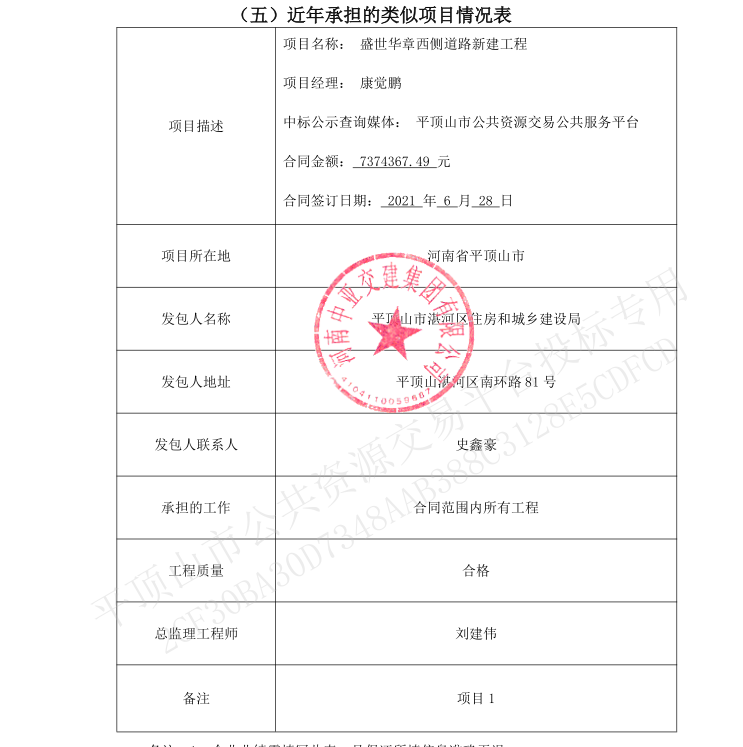 （五）近年承担的类似项目情况表
项目描述
项目名称： 盛世华章西侧道路新建工程
项目经理： 康觉鹏
中标公示查询媒体： 平顶山市公共资源交易公共服务平台
合同金额： 7374367.49 元
合同签订日期： 2021 年 6 月 28 日
项目所在地 河南省平顶山市
发包人名称 平顶山市湛河区住房和城乡建设局
发包人地址 平顶山湛河区南环路 81 号
发包人联系人 史鑫豪
承担的工作 合同范围内所有工程
工程质量 合格
总监理工程师 刘建伟
备注 项目 1
河南中亚交建集团有限公司
4104110059667
平顶山市公共资源交易平台投标专用
2CF30BA30D7348AAB388C3128E5CDFCD